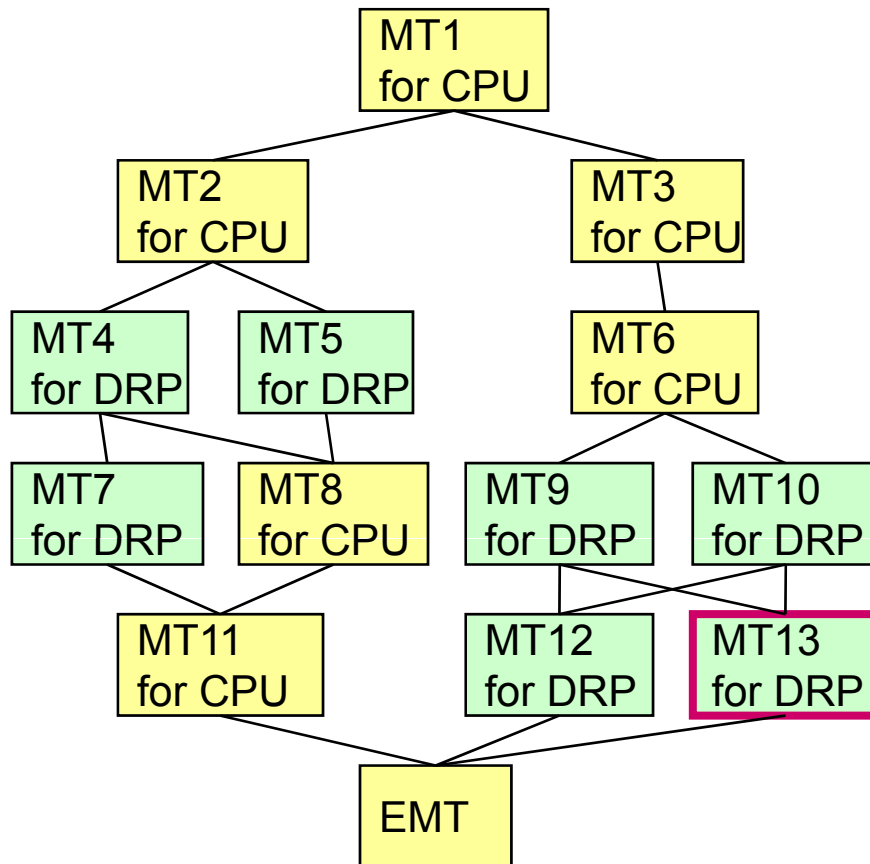 MT1
for CPU
MT2
for CPU
MT3
for CPU
MT4
for DRP
MT5
for DRP
MT6
for CPU
MT7
for DRP
MT8
for CPU
MT9
for DRP
MT10
for DRP
MT11
for CPU
MT12
for DRP
MT13
for DRP
EMT